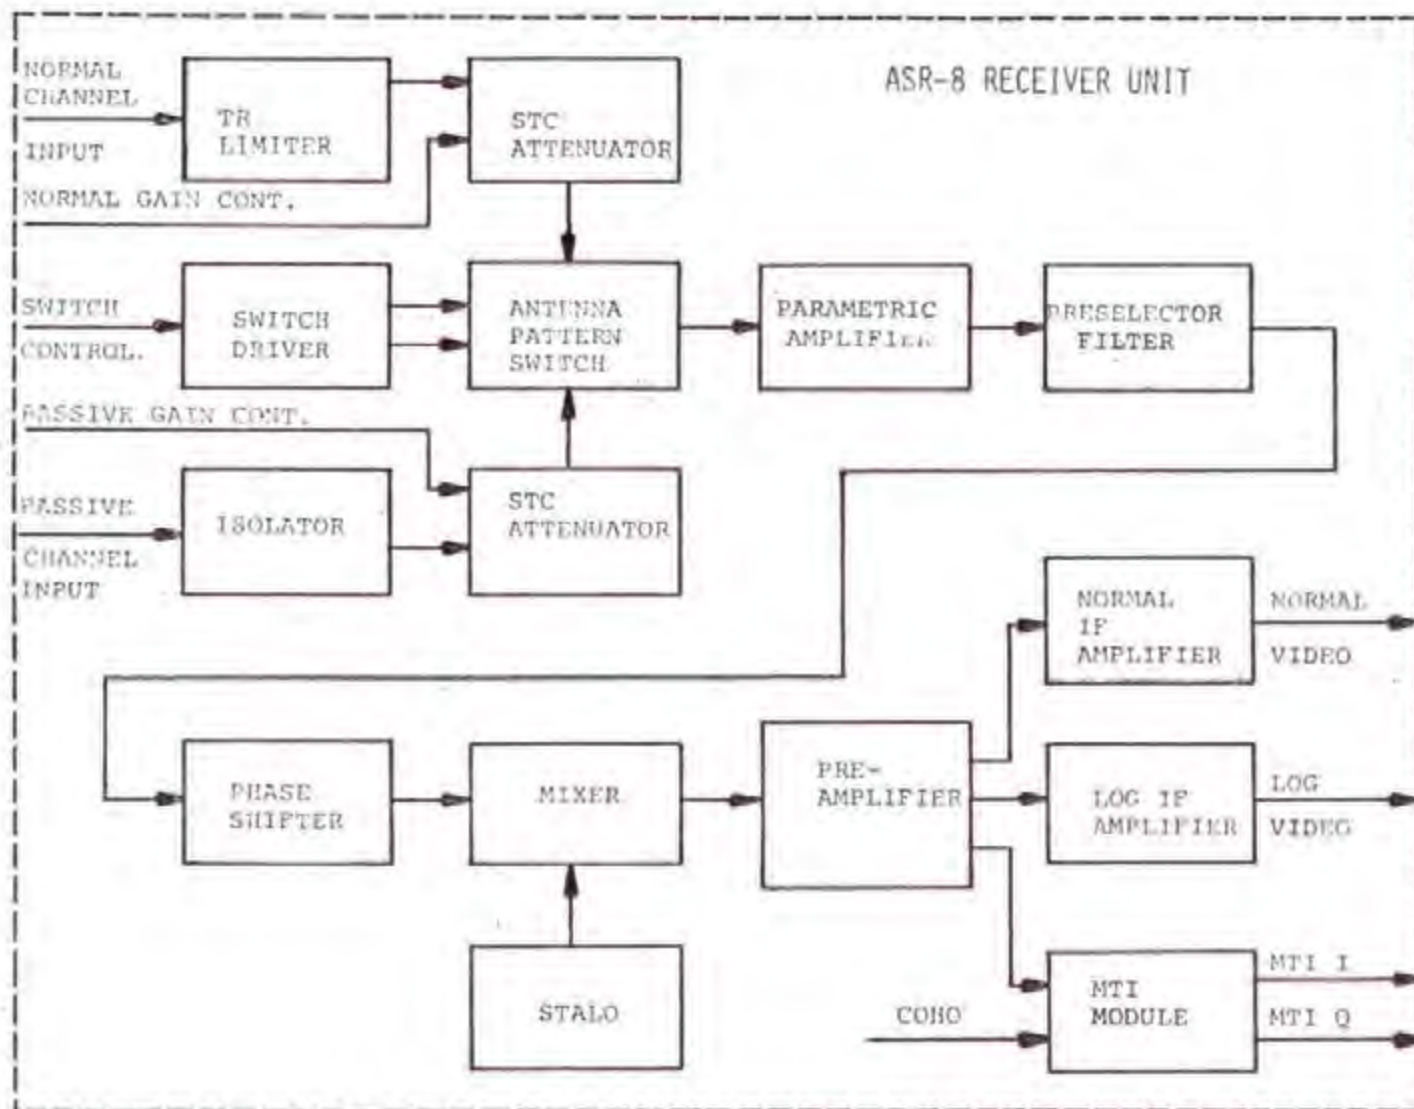 ASR-8 RECEIVER UNIT
NORMAL
CHANNEL
INPUT
TR
LIMITER
STC
ATTENUATOR
NORMAL GAIN CONT.
SWITCH
CONTROL.
SWITCH
DRIVER
ANTENNA
PATTERN
SWITCH
PARAMETRIC
AMPLIFIER
PRESELECTOR
FILTER
PASSIVE GAIN CONT.
PASSIVE
CHANNEL
INPUT
ISOLATOR
STC
ATTENUATOR
NORMAL
IF
AMPLIFIER
NORMAL
VIDEO
PHASE
SHIFTER
MIXER
PRE-
AMPLIFIER
LOG IF
AMPLIFIER
LOG
VIDEO
STALO
COHO
MTI
MODULE
MTI I
MTI Q